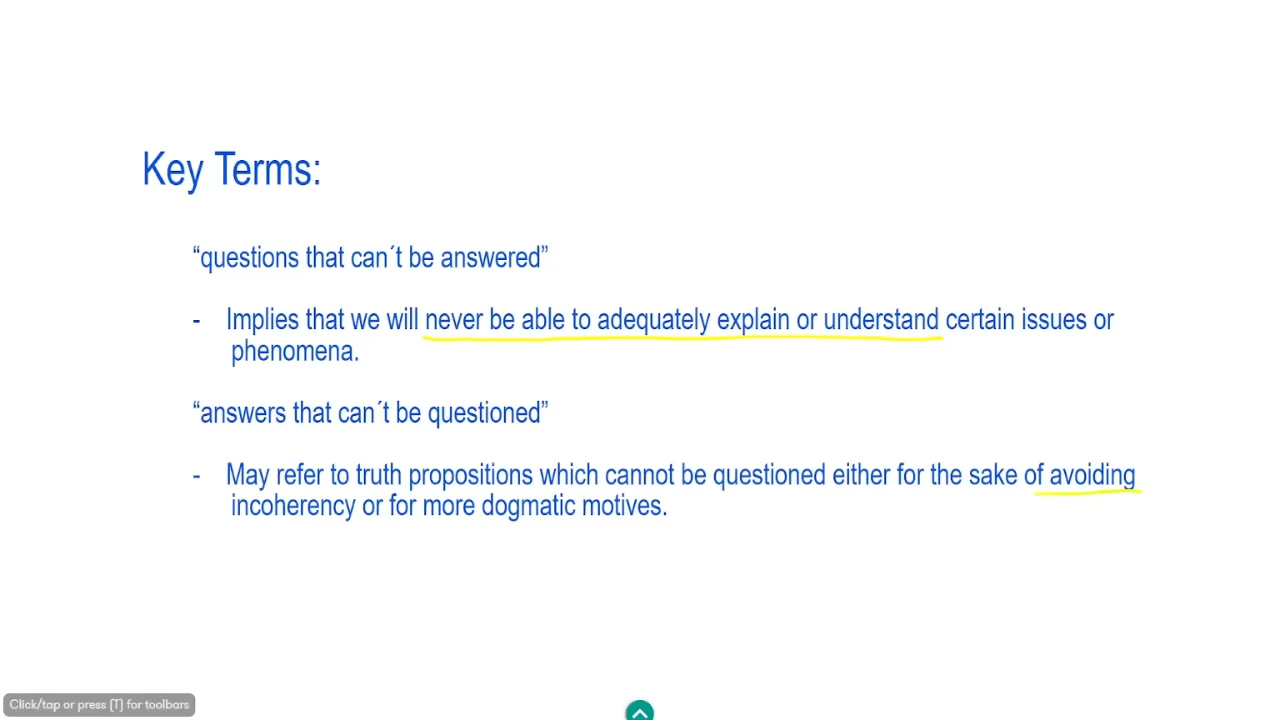 Key Terms:
“questions that can´t be answered”
- Implies that we will never be able to adequately explain or understand certain issues or
phenomena.
“answers that can´t be questioned”
- May refer to truth propositions which cannot be questioned either for the sake of avoiding
incoherency or for more dogmatic motives.
Click/tap or press (T) for toolbars